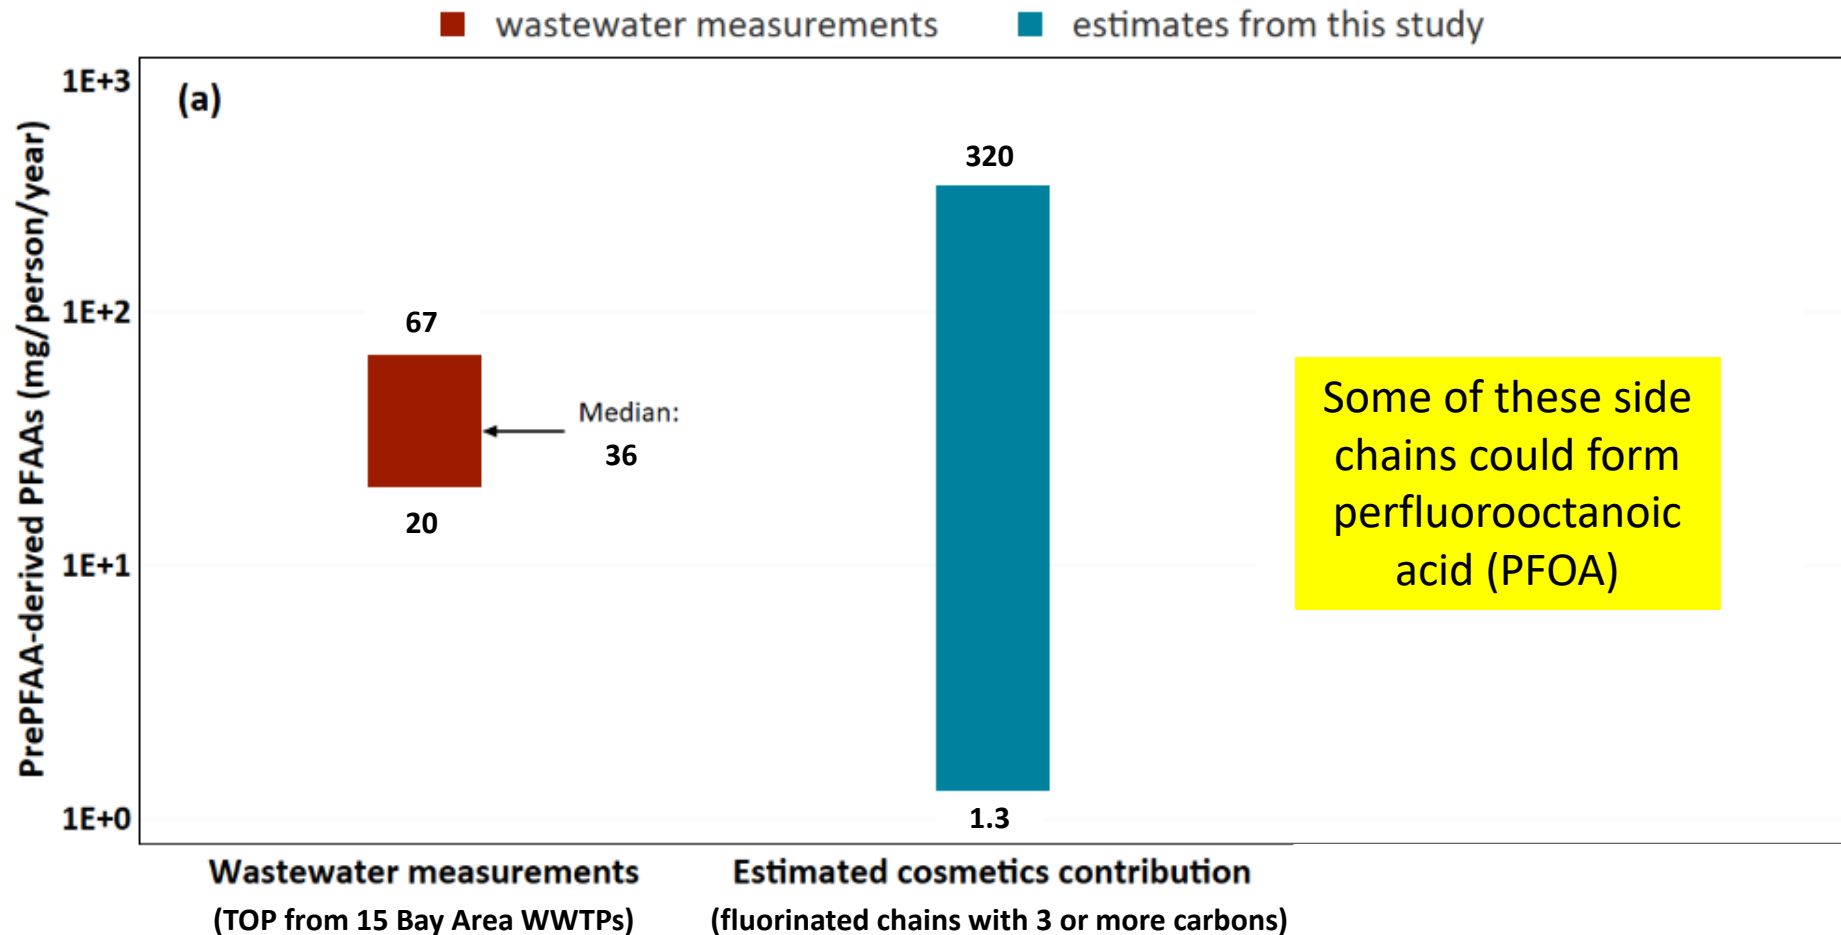 wastewater measurements estimates from this study
1E+3
(a)
320
1E+2
67
Median:
36
20
1E+1
1E+0
1.3
PrePFAA-derived PFAAs (mg/person/year)
Some of these side
chains could form
perfluorooctanoic
acid (PFOA)
Wastewater measurements
(TOP from 15 Bay Area WWTPs)
Estimated cosmetics contribution
(fluorinated chains with 3 or more carbons)